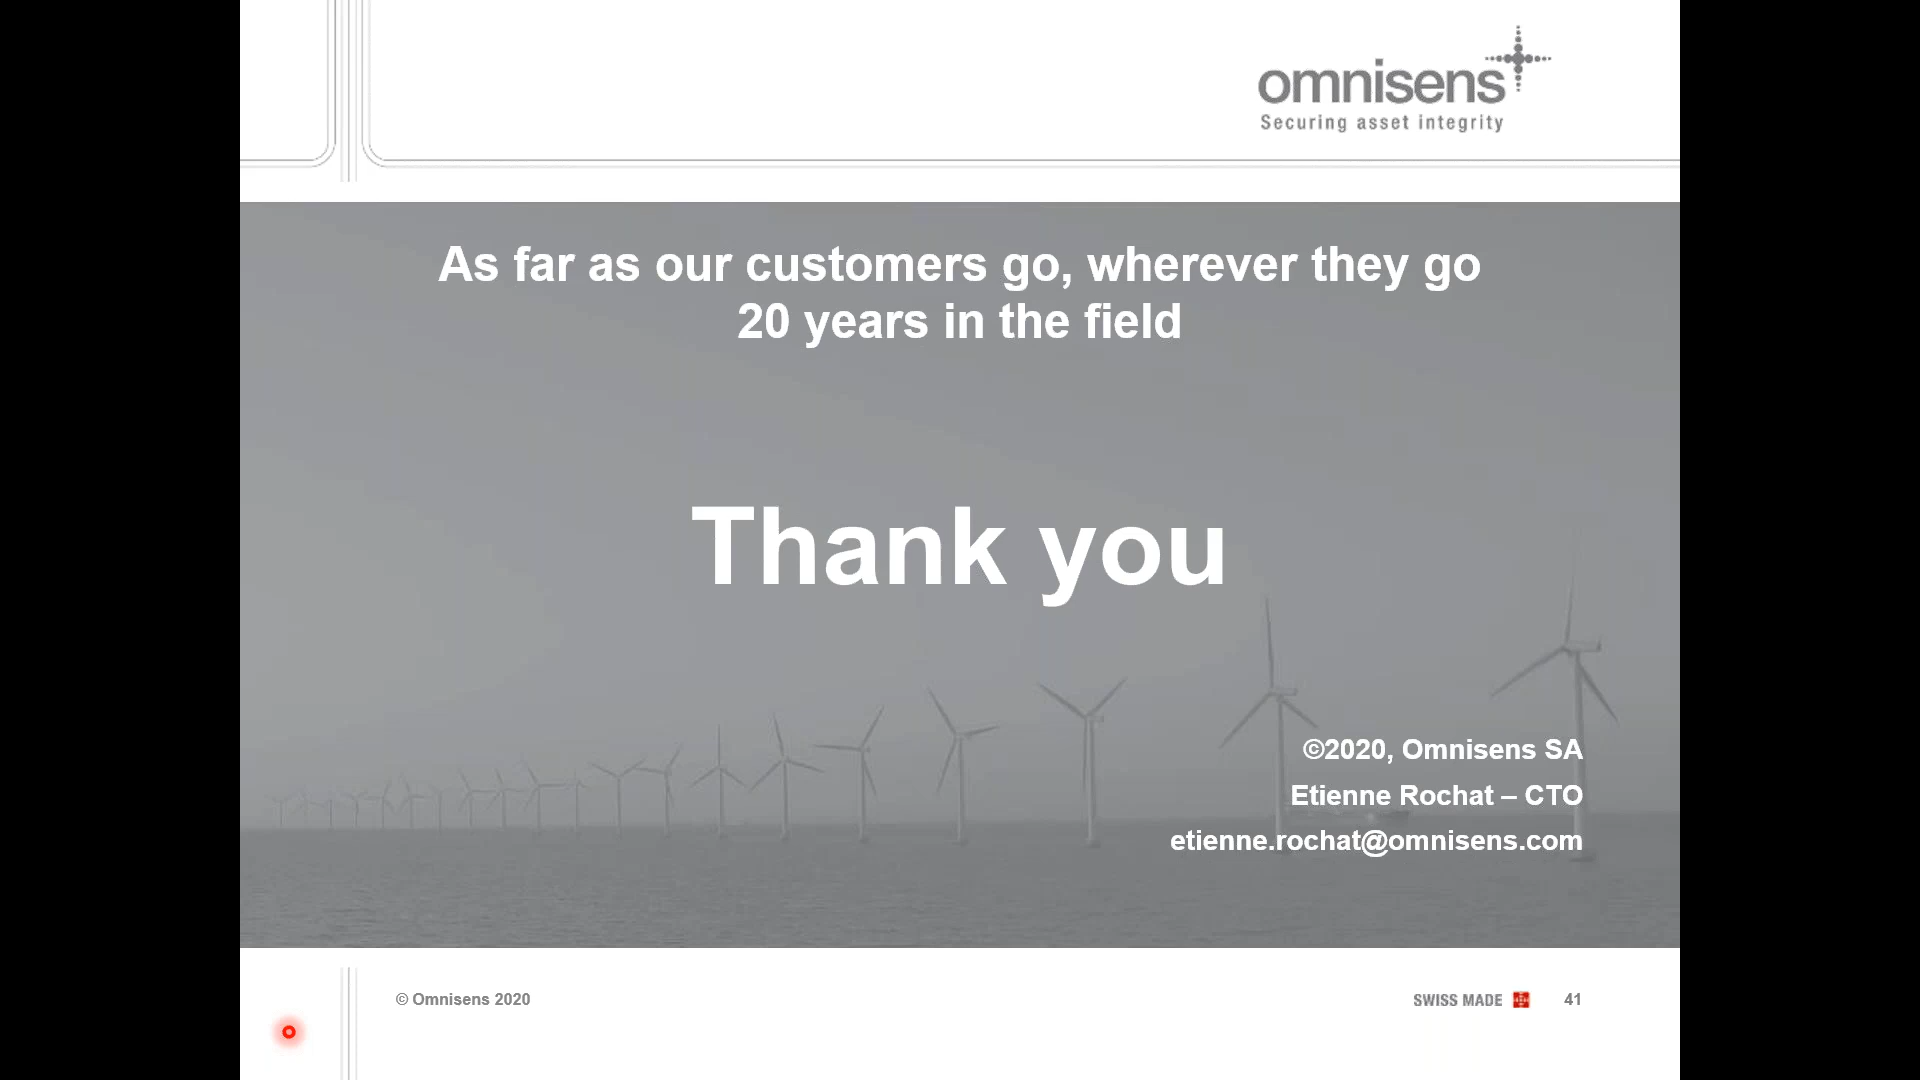 omnisens
Securing asset integrity
As far as our customers go, wherever they go
20 years in the field
Thank you
©2020, Omnisens SA
Etienne Rochat – CTO
etienne.rochat@omnisens.com
© Omnisens 2020
SWISS MADE
41